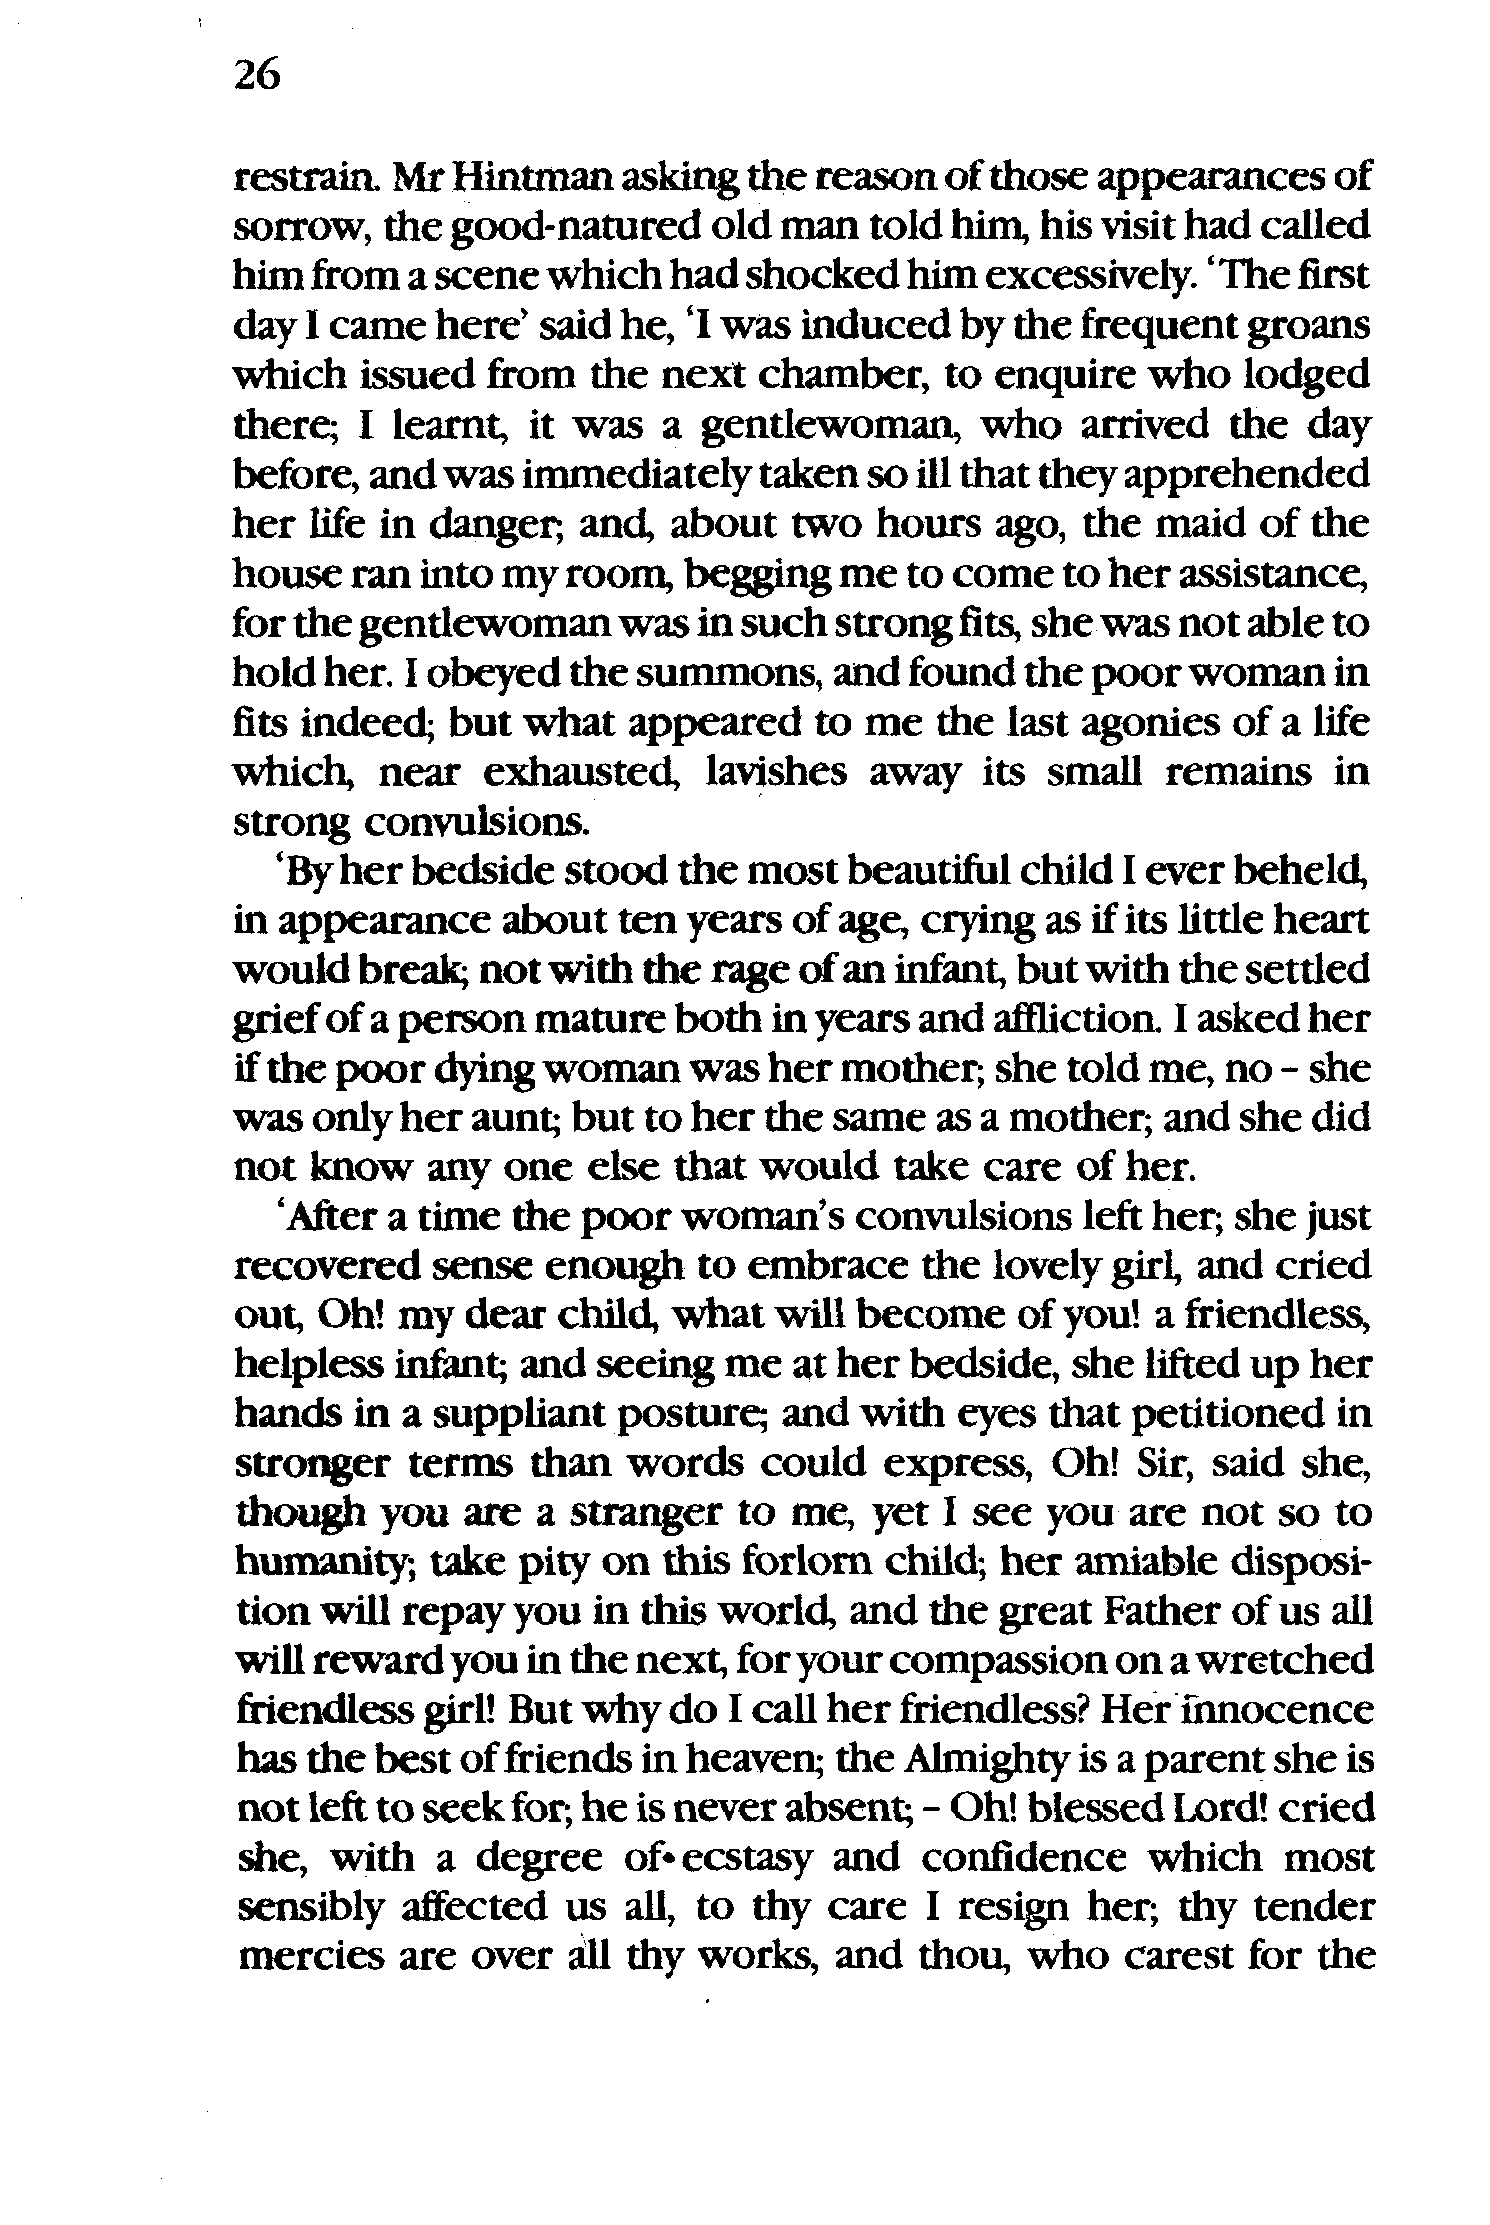 26
restrain. Mr Hintman asking the reason of those appearances of
sorrow, the good-natured old man told him, his visit had called
him from a scene which had shocked him excessively. ‘The first
day I came here’ said he, ‘I was induced by the frequent groans
which issued from the next chamber, to enquire who lodged
there; I learnt, it was a gentlewoman, who arrived the day
before, and was immediately taken so ill that they apprehended
her life in danger; and, about two hours ago, the maid of the
house ran into my room, begging me to come to her assistance,
for the gentlewoman was in such strong fits, she was not able to
hold her. I obeyed the summons, and found the poor woman in
fits indeed; but what appeared to me the last agonies of a life
which, near exhausted, lavishes away its small remains in
strong convulsions.
‘By her bedside stood the most beautiful child I ever beheld,
in appearance about ten years of age, crying as if its little heart
would break; not with the rage of an infant, but with the settled
grief of a person mature both in years and affliction. I asked her
if the poor dying woman was her mother; she told me, no – she
was only her aunt; but to her the same as a mother; and she did
not know any one else that would take care of her.
‘After a time the poor woman’s convulsions left her; she just
recovered sense enough to embrace the lovely girl, and cried
out, Oh! my dear child, what will become of you! a friendless,
helpless infant; and seeing me at her bedside, she lifted up her
hands in a suppliant posture; and with eyes that petitioned in
stronger terms than words could express, Oh! Sir, said she,
though you are a stranger to me, yet I see you are not so to
humanity; take pity on this forlorn child; her amiable disposi-
tion will repay you in this world, and the great Father of us all
will reward you in the next, for your compassion on a wretched
friendless girl! But why do I call her friendless? Her innocence
has the best of friends in heaven; the Almighty is a parent she is
not left to seek for; he is never absent; – Oh! blessed Lord! cried
she, with a degree of ecstasy and confidence which most
sensibly affected us all, to thy care I resign her; thy tender
mercies are over all thy works, and thou, who carest for the